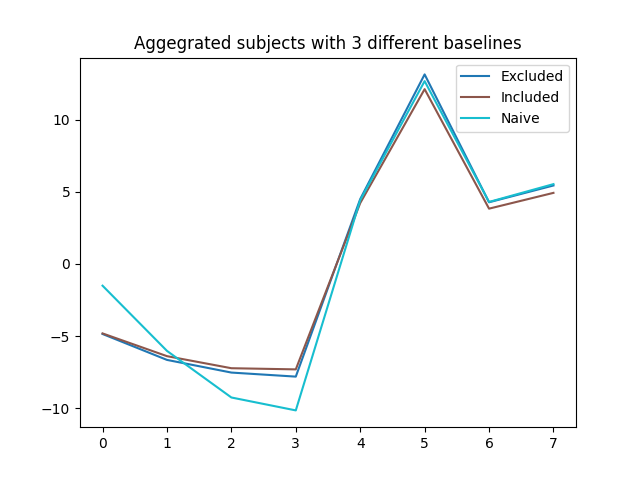 Aggegrated subjects with 3 different baselines
Excluded
Included
Naive
10
5
0
−5
−10
0 1 2 3 4 5 6 7